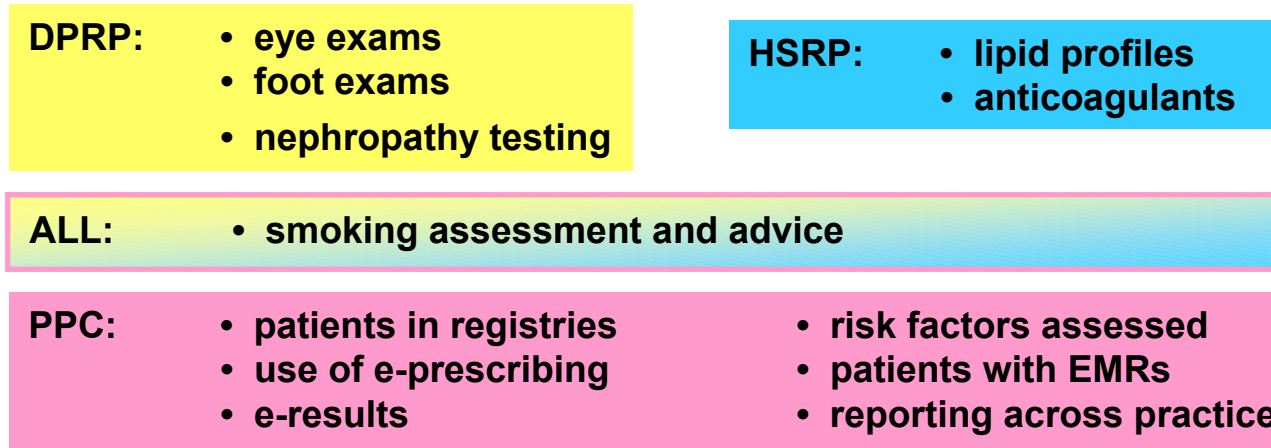 DPRP: • eye exams
• foot exams
• nephropathy testing
HSRP: • lipid profiles
• anticoagulants
ALL: • smoking assessment and advice
PPC: • patients in registries
• use of e-prescribing
• e-results
• risk factors assessed
• patients with EMRs
• reporting across practice